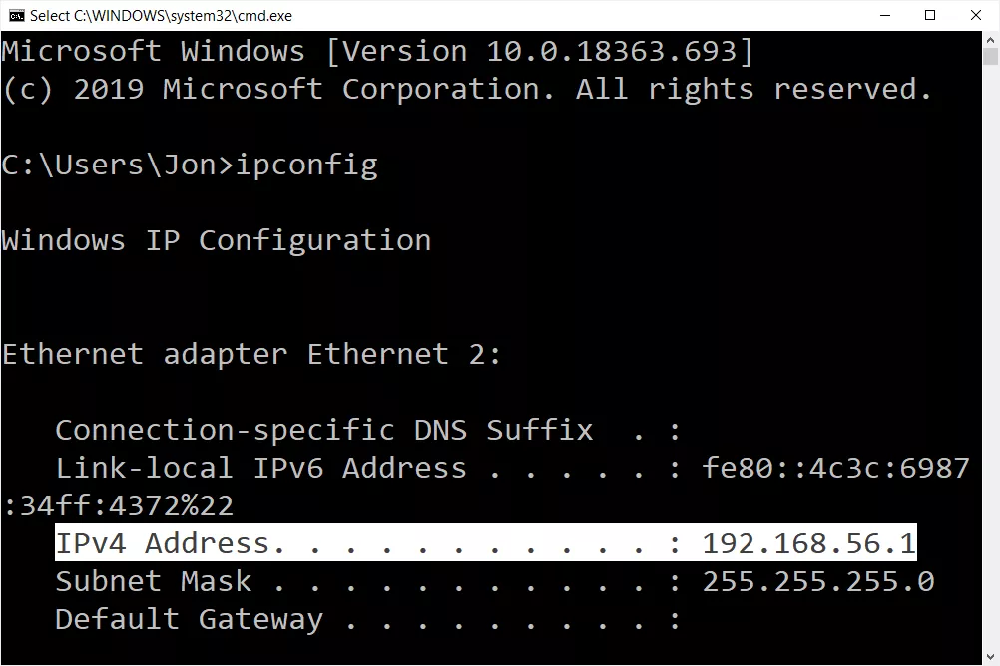 Select C:\WINDOWS\system32\cmd.exe
Microsoft Windows [Version 10.0.18363.693]
(c) 2019 Microsoft Corporation. All rights reserved.
C:\Users\Jon>ipconfig
Windows IP Configuration
Ethernet adapter Ethernet 2:
Connection-specific DNS Suffix  . :
Link-local IPv6 Address . . . . . : fe80::4c3c:6987
:34ff:4372%22
IPv4 Address. . . . . . . . . . . : 192.168.56.1
Subnet Mask . . . . . . . . . . . : 255.255.255.0
Default Gateway . . . . . . . . . :